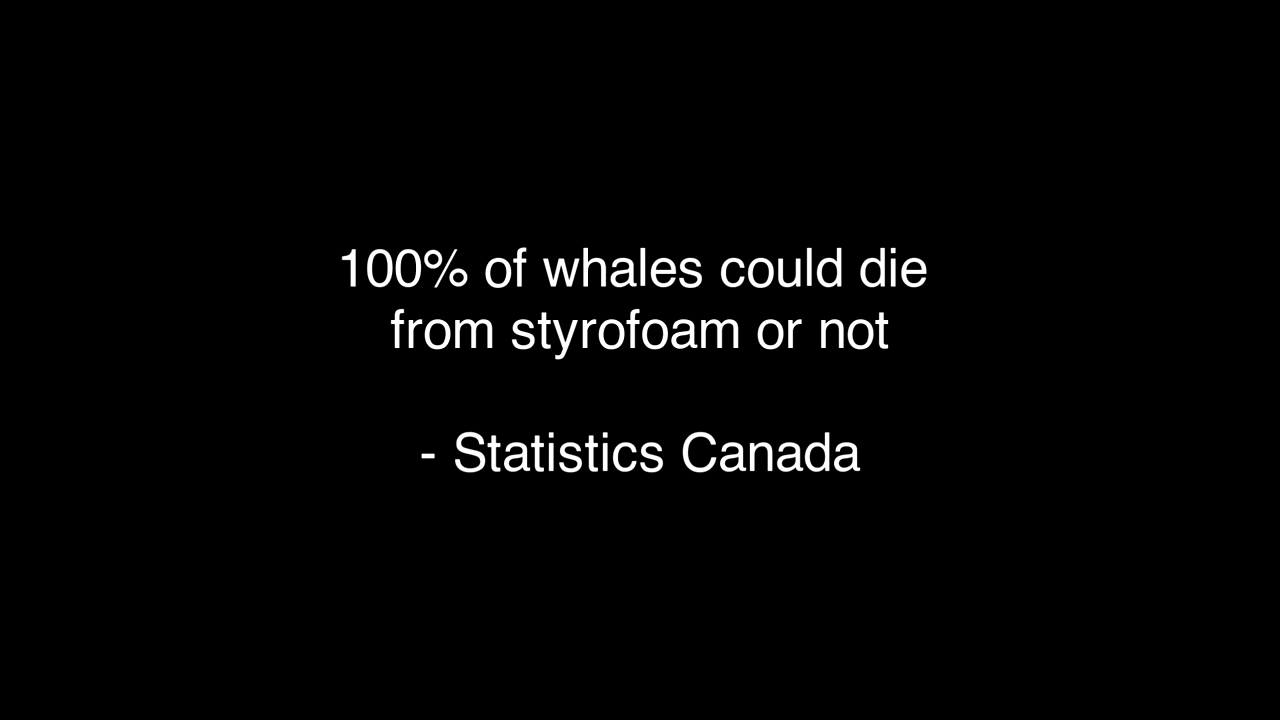 100% of whales could die
from styrofoam or not
- Statistics Canada